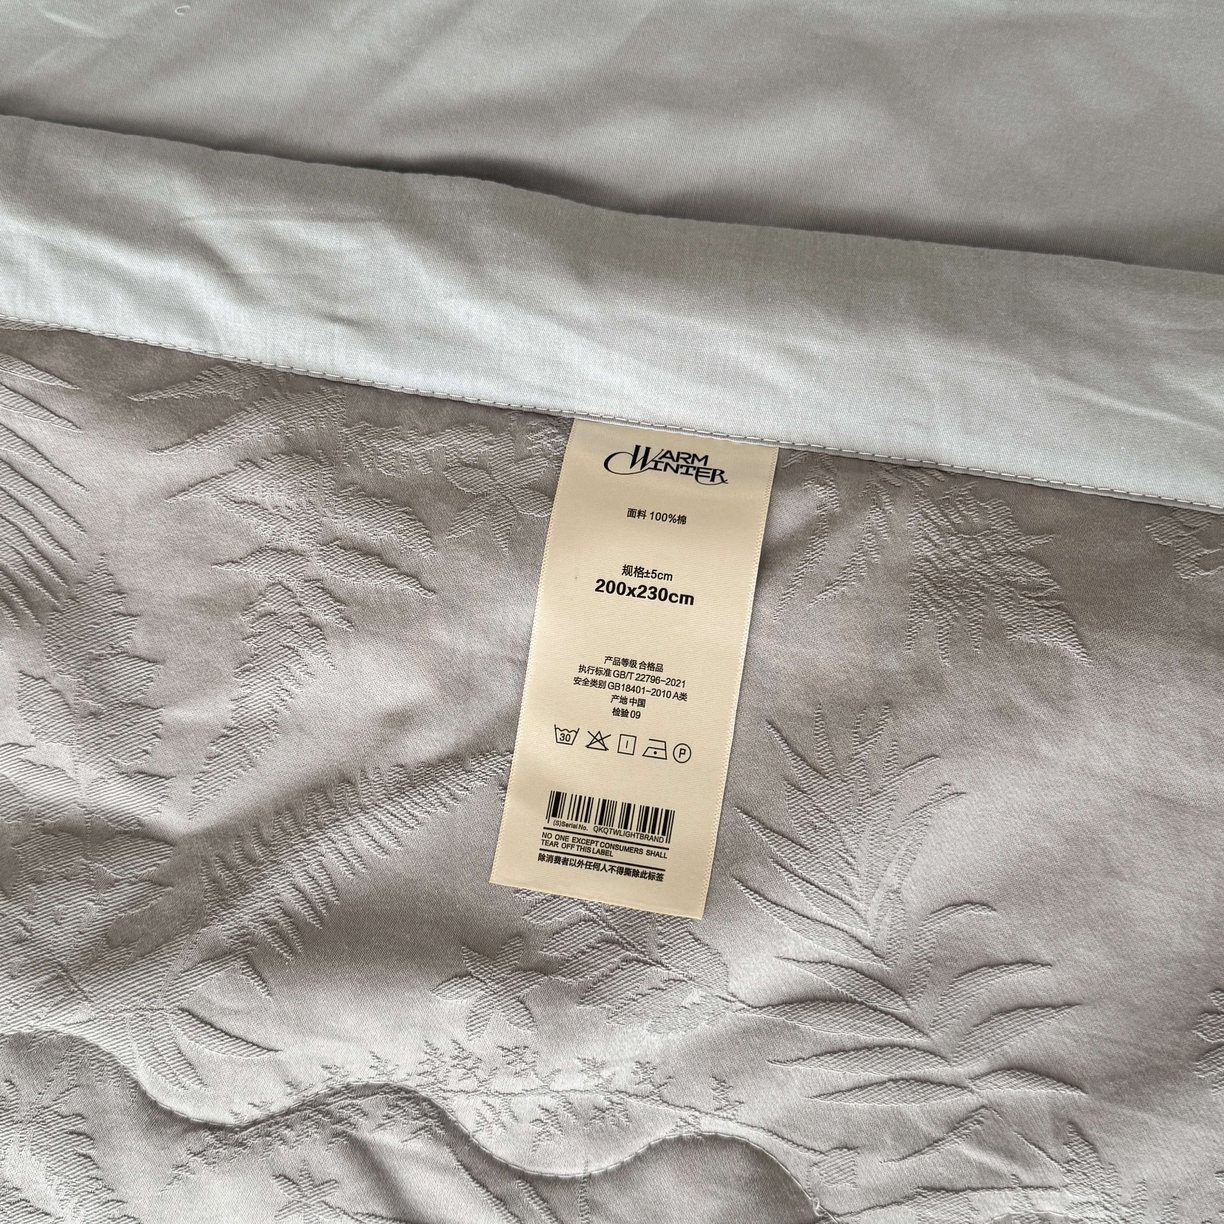 WARM
WINTER
面料 100%棉
规格±5cm
200x230cm
产品等级 合格品
执行标准 GB/T 22796-2021
安全类别 GB18401-2010 A类
产地 中国
检验 09
30
P
(S)Serial No. QKQTWLIGHTBRAND
NO ONE EXCEPT CONSUMERS SHALL
TEAR OFF THIS LABEL
除消费者以外任何人不得撕除此标签